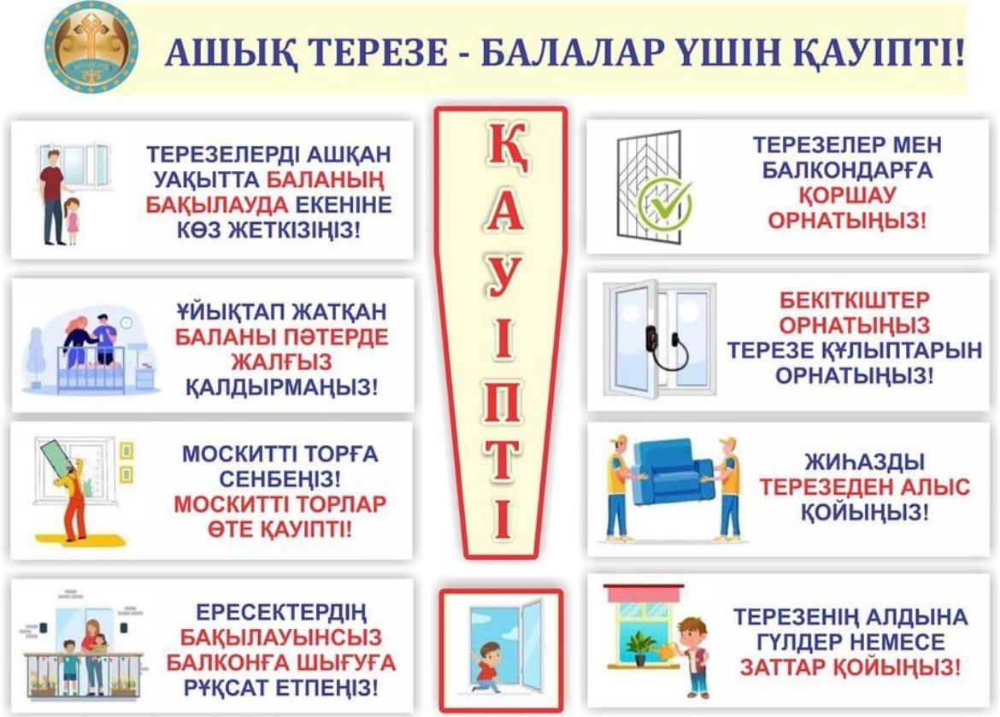 АШЫҚ ТЕРЕЗЕ - БАЛАЛАР ҮШІН ҚАУІПТІ!
ТЕРЕЗЕЛЕРДІ АШҚАН
УАҚЫТТА БАЛАНЫҢ
БАҚЫЛАУДА ЕКЕНІНЕ
КӨЗ ЖЕТКІЗІҢІЗ!
ҰЙЫҚТАП ЖАТҚАН
БАЛАНЫ ПӘТЕРДЕ
ЖАЛҒЫЗ
ҚАЛДЫРМАҢЫЗ!
МОСКИТТІ ТОРҒА
СЕНБЕҢІЗ!
МОСКИТТІ ТОРЛАР
ӨТЕ ҚАУІПТІ!
ЕРЕСЕКТЕРДІҢ
БАҚЫЛАУЫНСЫЗ
БАЛКОНҒА ШЫҒУҒА
РҰҚСАТ ЕТПЕҢІЗ!
Қ
А
У
І
П
Т
І
ТЕРЕЗЕЛЕР МЕН
БАЛКОНДАРҒА
ҚОРШАУ
ОРНАТЫҢЫЗ!
БЕКІТКІШТЕР
ОРНАТЫҢЫЗ
ТЕРЕЗЕ ҚҰЛЫПТАРЫН
ОРНАТЫҢЫЗ!
ЖИҺАЗДЫ
ТЕРЕЗЕДЕН АЛЫС
ҚОЙЫҢЫЗ!
ТЕРЕЗЕНІҢ АЛДЫНА
ГҮЛДЕР НЕМЕСЕ
ЗАТТАР ҚОЙЫҢЫЗ!